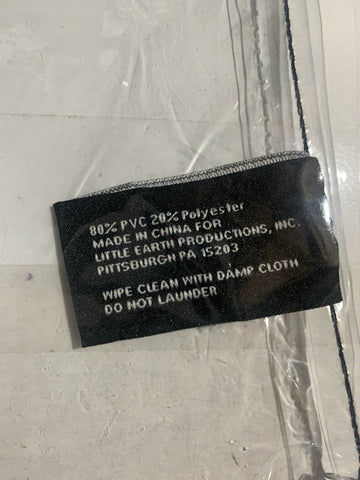 80% PVC 20% Polyester
MADE IN CHINA FOR
LITTLE EARTH PRODUCTIONS, INC.
PITTSBURGH PA 15203
WIPE CLEAN WITH DAMP CLOTH
DO NOT LAUNDER